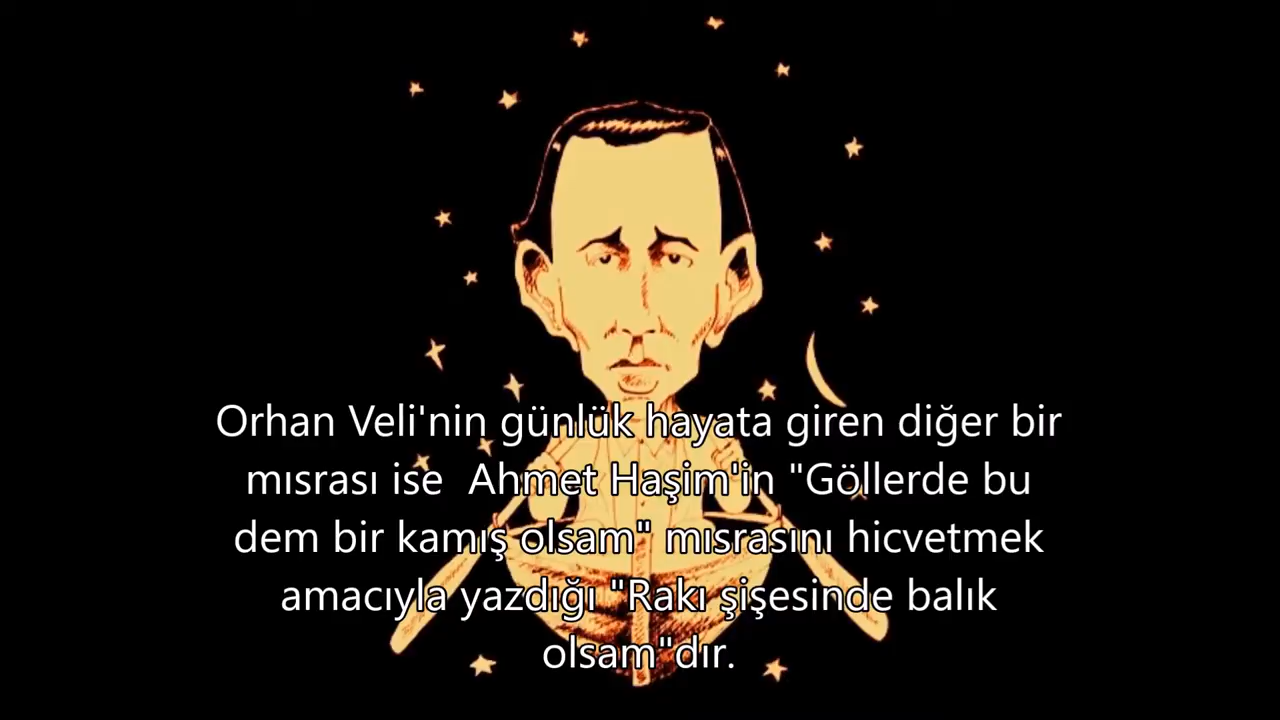 Orhan Veli'nin günlük hayata giren diğer bir
mısrası ise  Ahmet Haşim'in "Göllerde bu
dem bir kamış olsam" mısrasını hicvetmek
amacıyla yazdığı "Rakı şişesinde balık
olsam"dır.